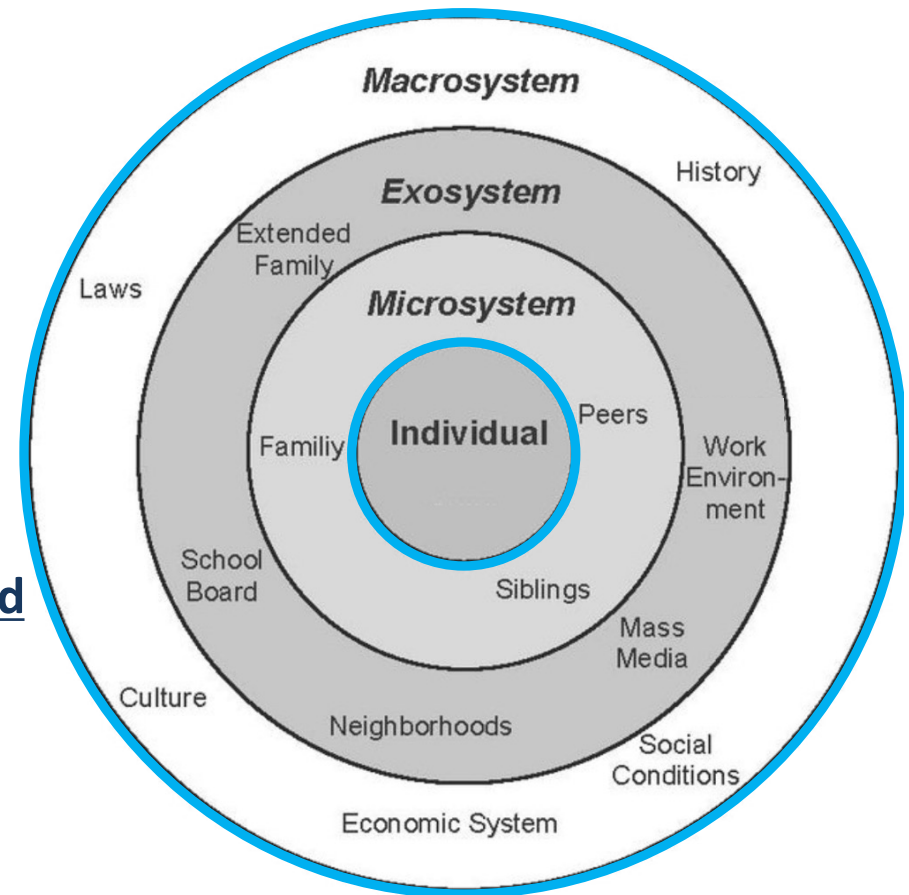 Macrosystem
History
Exosystem
Extended
Family
Laws
Microsystem
Peers
Individual
Familiy
Work
Environ-
ment
School
Board
Siblings
d
Mass
Media
Culture
Neighborhoods
Social
Conditions
Economic System